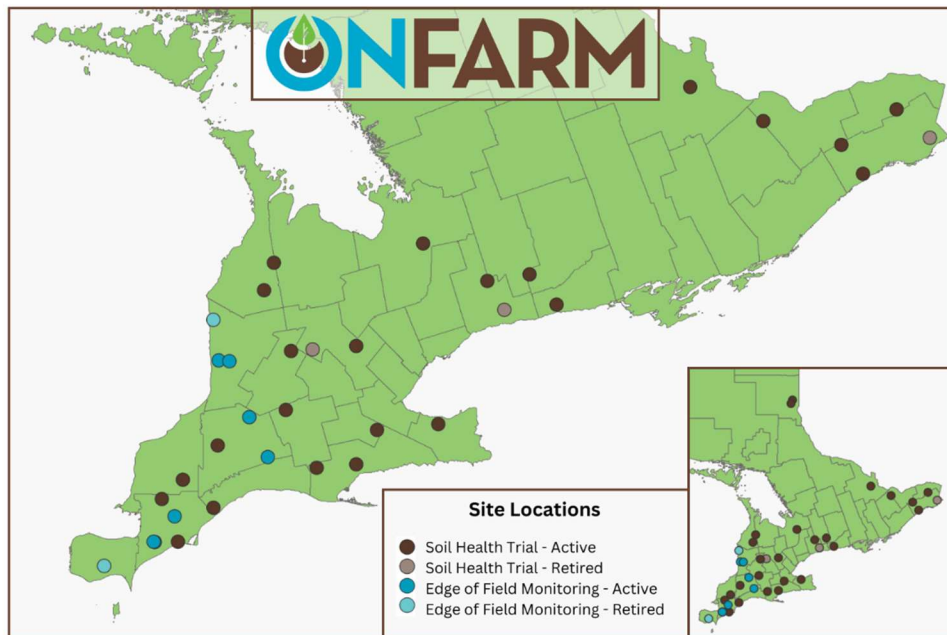 ONFARM
Site Locations
Soil Health Trial - Active
Soil Health Trial - Retired
Edge of Field Monitoring - Active
Edge of Field Monitoring - Retired